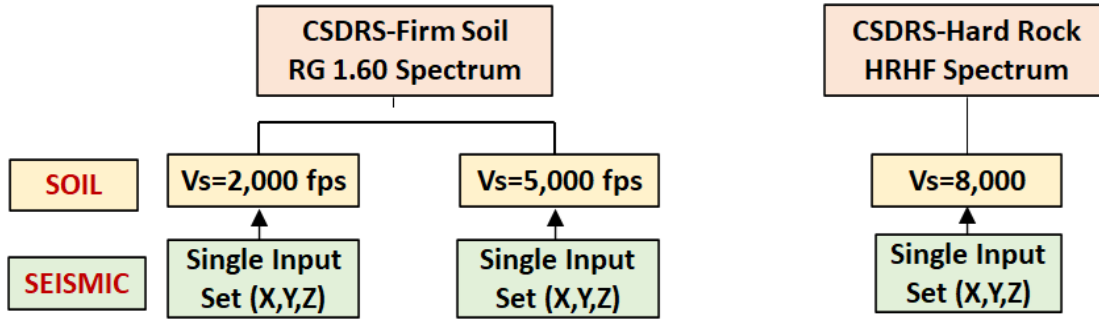 CSDRS-Firm Soil
RG 1.60 Spectrum
CSDRS-Hard Rock
HRHF Spectrum
SOIL
Vs=2,000 fps
Vs=5,000 fps
Vs=8,000
SEISMIC
Single Input
Set (X,Y,Z)
Single Input
Set (X,Y,Z)
Single Input
Set (X,Y,Z)